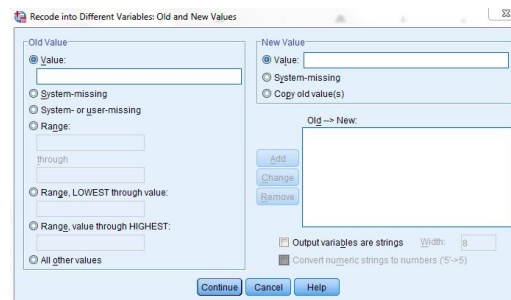 Recode into Different Variables: Old and New Values
Old Value
Value:
System-missing
System- or user-missing
Range:
through
Range, LOWEST through value:
Range, value through HIGHEST:
All other values
New Value
Value:
System-missing
Copy old value(s)
Old --> New:
Add
Change
Remove
Output variables are strings Width: 8
Convert numeric strings to numbers ('5'->5)
Continue Cancel Help